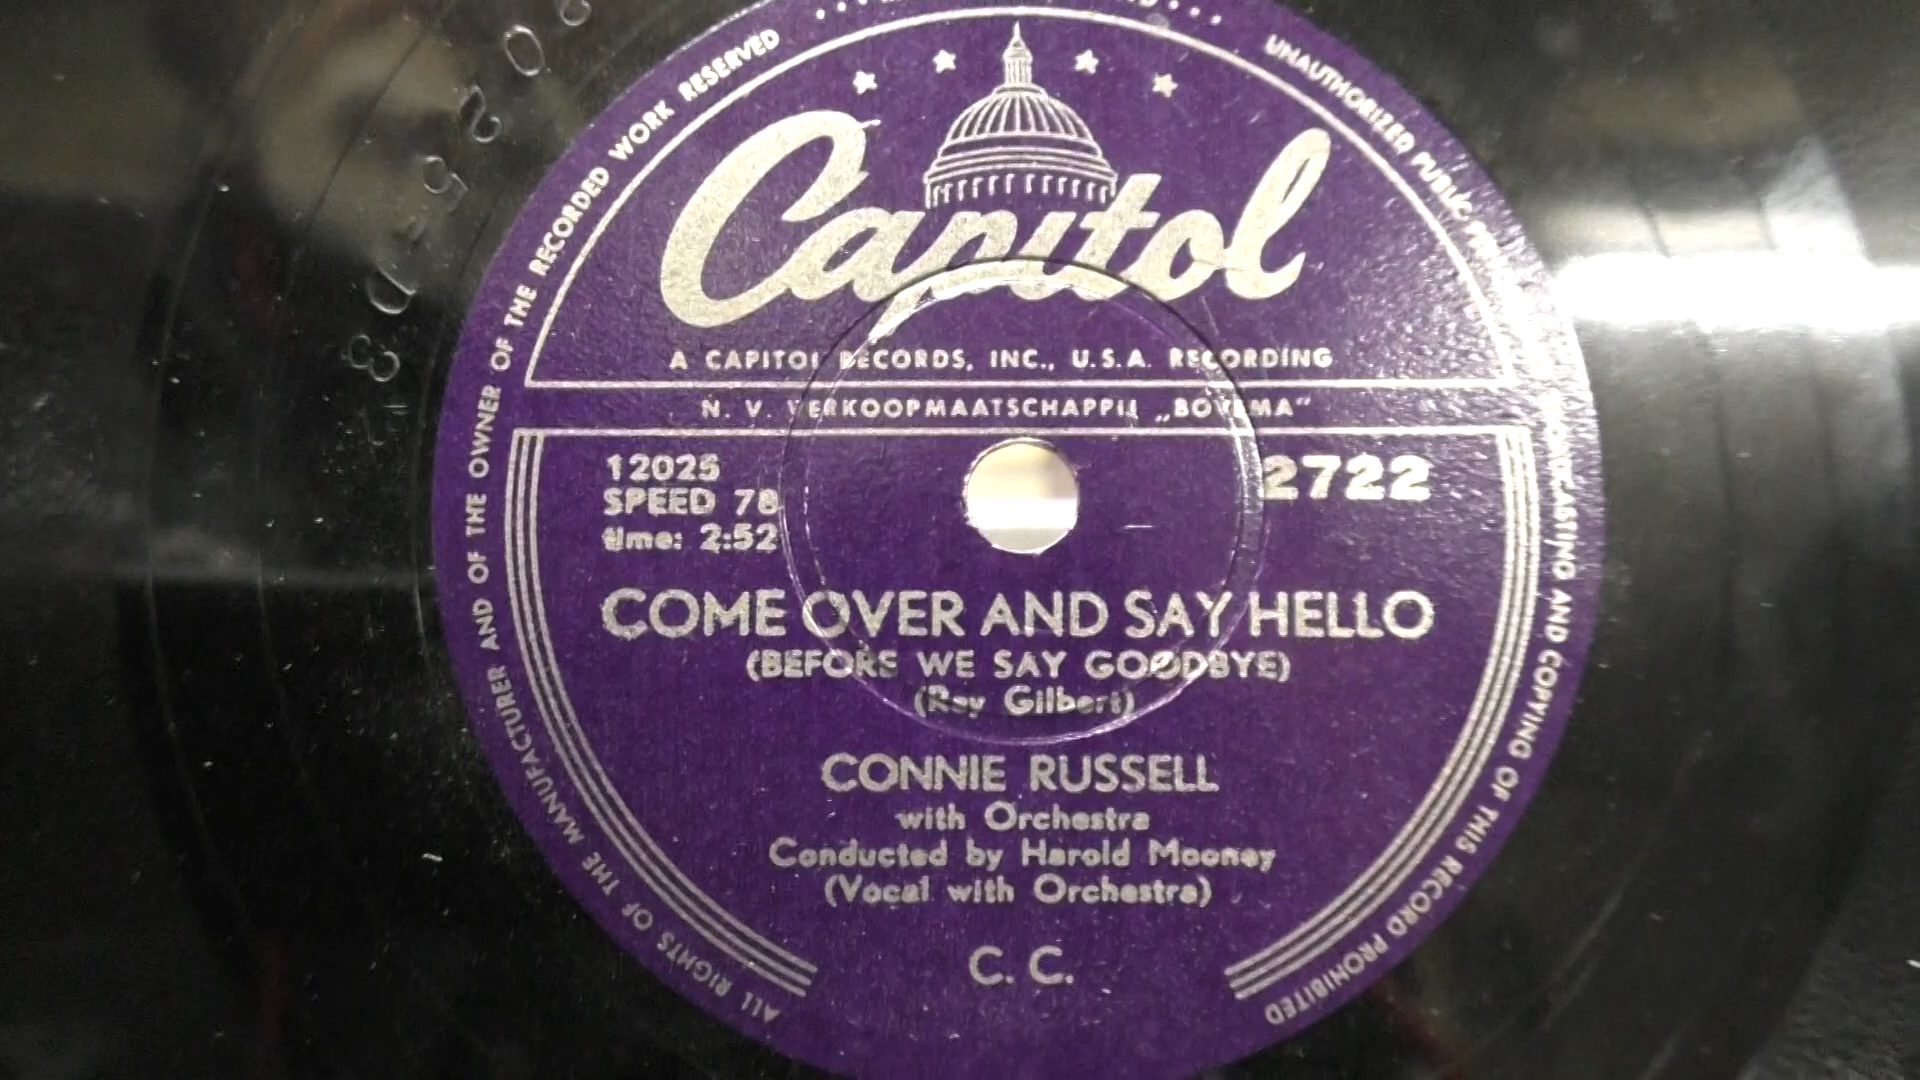 Capitol
A CAPITOL RECORDS, INC., U.S.A. RECORDING
N. V. VERKOOPMAATSCHAPPIJ „BOVEMA"
12025
SPEED 78
time: 2:52
2722
COME OVER AND SAY HELLO
(BEFORE WE SAY GOODBYE)
(Ray Gilbert)
CONNIE RUSSELL
with Orchestra
Conducted by Harold Mooney
(Vocal with Orchestra)
C. C.
ALL RIGHTS OF THE MANUFACTURER AND OF THE OWNER OF THE RECORDED WORK RESERVED
UNAUTHORIZED PUBLIC BROADCASTING AND COPYING OF THIS RECORD PROHIBITED